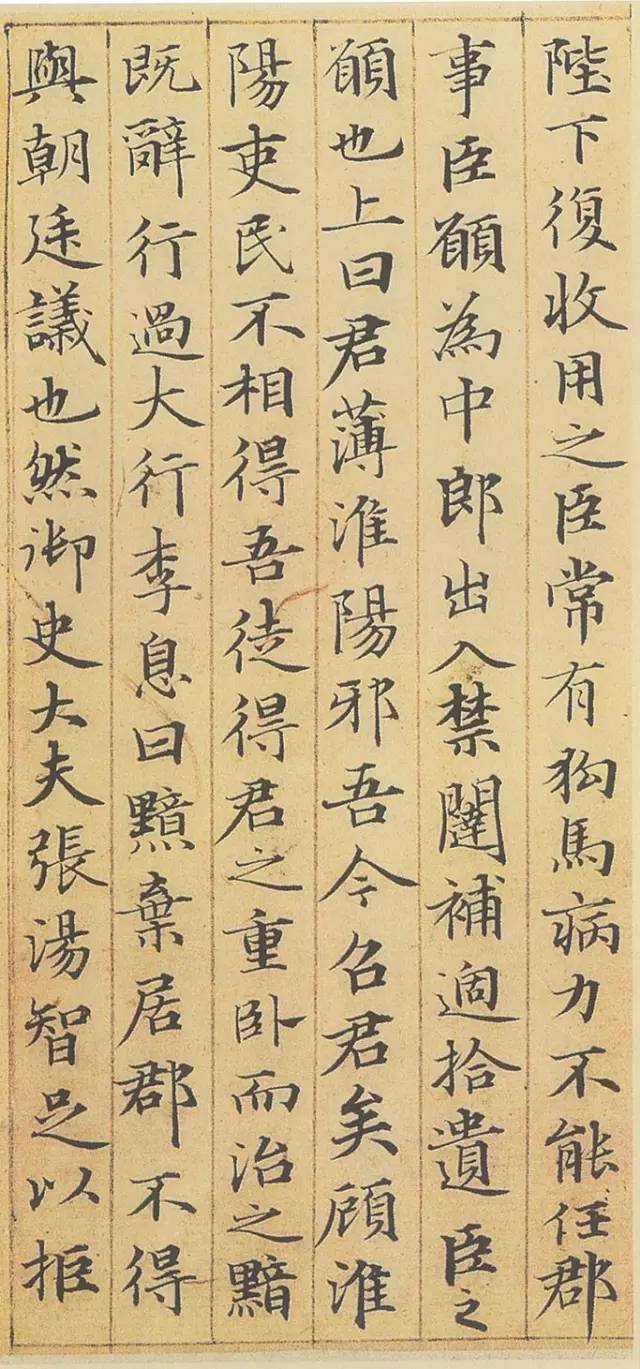 陛下復收用之臣常有狗馬病力不能任郡
事臣願為中郎出入禁闥補過拾遺臣之
願也上曰君薄淮陽邪吾今召君矣顧淮
陽吏民不相得吾徒得君之重臥而治之黯
既辭行過大行李息曰黯棄居郡不得
與朝廷議也然御史大夫張湯智足以拒